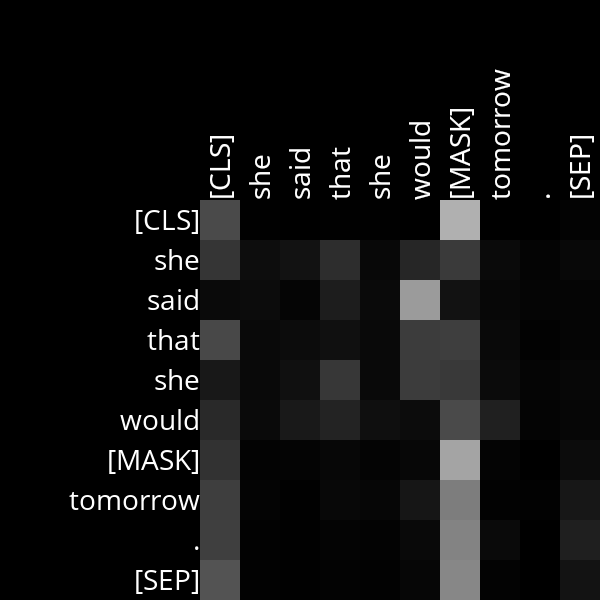 [CLS] she said that she would [MASK] tomorrow . [SEP]
[CLS]
she
said
that
she
would
[MASK]
tomorrow
.
[SEP]